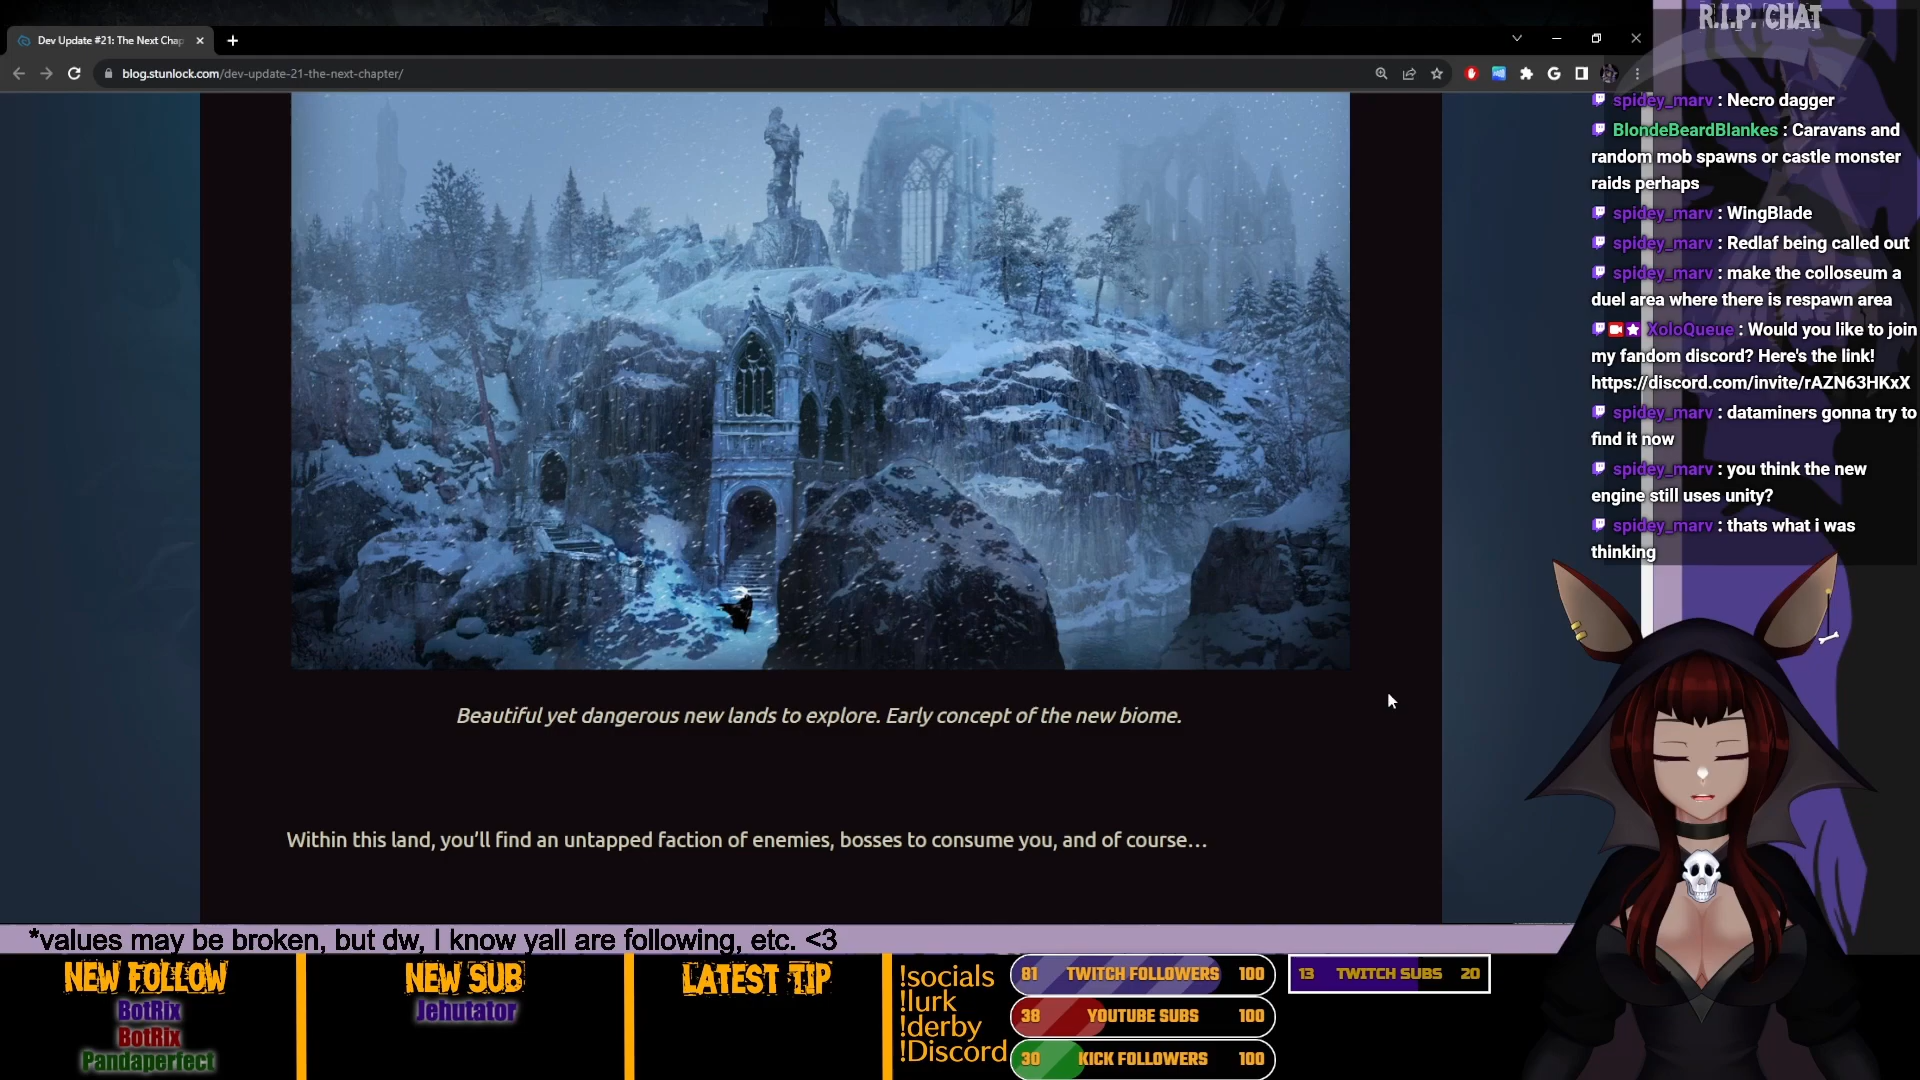 R.I.P. CHAT
Dev Update #21: The Next Chap
blog.stunlock.com/dev-update-21-the-next-chapter/
spidey_marv : Necro dagger
BlondeBeardBlankes : Caravans and
random mob spawns or castle monster
raids perhaps
spidey_marv : WingBlade
spidey_marv : Redlaf being called out
spidey_marv : make the colloseum a
duel area where there is respawn area
XoloQueue : Would you like to join
my fandom discord? Here's the link!
https://discord.com/invite/rAZN63HKxX
spidey_marv : dataminers gonna try to
find it now
spidey_marv : you think the new
engine still uses unity?
spidey_marv : thats what i was
thinking
Beautiful yet dangerous new lands to explore. Early concept of the new biome.
Within this land, you’ll find an untapped faction of enemies, bosses to consume you, and of course…
*values may be broken, but dw, I know yall are following, etc. <3
NEW FOLLOW
BotRix
BotRix
Pandaperfect
NEW SUB
Jehutator
LATEST TIP
!socials
!lurk
!derby
!Discord
81 TWITCH FOLLOWERS 100
38 YOUTUBE SUBS 100
30 KICK FOLLOWERS 100
13 TWITCH SUBS 20